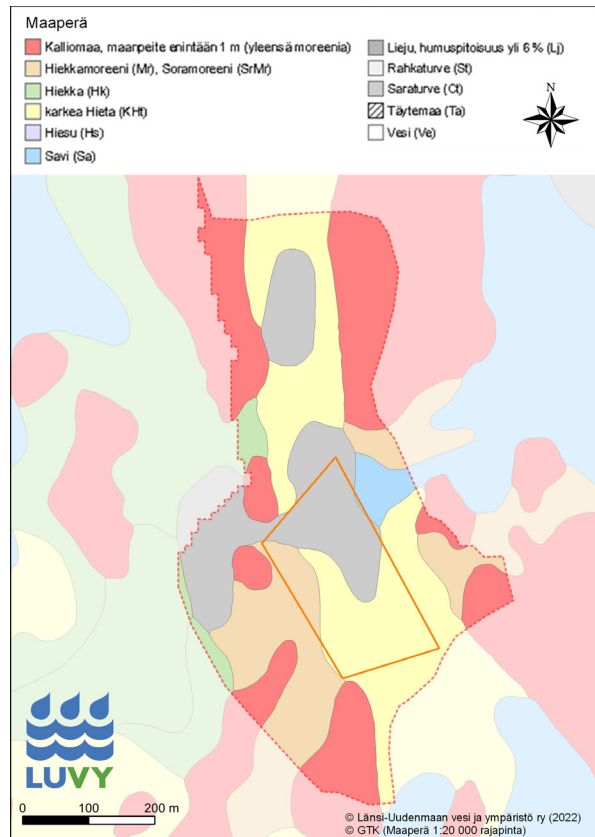 Maaperä
Kalliomaa, maanpeite enintään 1 m (yleensä moreenia)
Hiekkamoreeni (Mr), Soramoreeni (SrMr)
Hiekka (Hk)
karkea Hieta (KHt)
Hiesu (Hs)
Savi (Sa)
Lieju, humuspitoisuus yli 6 % (Lj)
Rahkaturve (St)
Saraturve (Ct)
Täytemaa (Ta)
Vesi (Ve)
N
LUVY
0 100 200 m
© Länsi-Uudenmaan vesi ja ympäristö ry (2022)
© GTK (Maaperä 1:20 000 rajapinta)